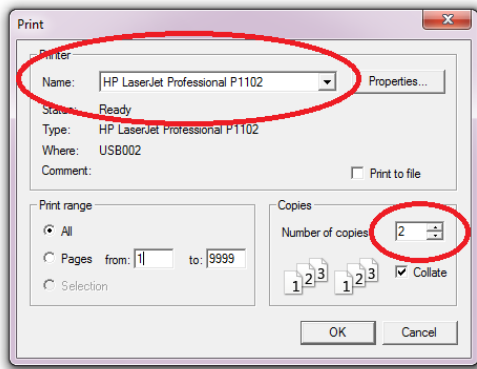 Print
Printer
Name: HP LaserJet Professional P1102 Properties...
Status: Ready
Type: HP LaserJet Professional P1102
Where: USB002
Comment: Print to file
Print range
All
Pages from: 1 to: 9999
Selection
Copies
Number of copies: 2
1 2 3 1 2 3 Collate
OK Cancel